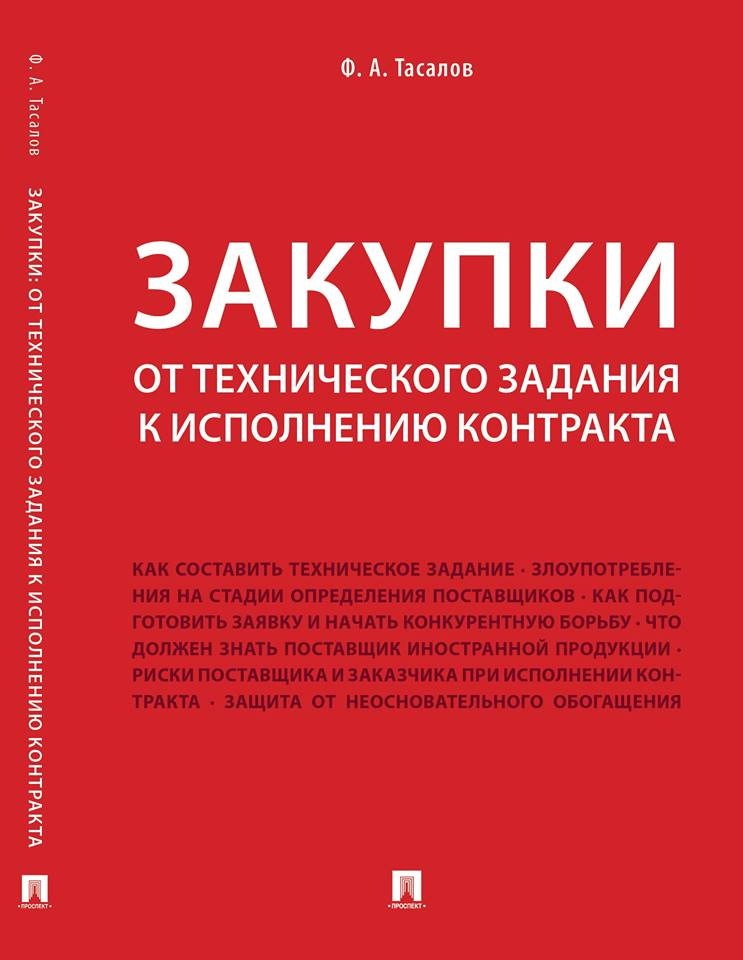 Ф. А. Тасалов
ЗАКУПКИ: ОТ ТЕХНИЧЕСКОГО ЗАДАНИЯ К ИСПОЛНЕНИЮ КОНТРАКТА
•ПРОСПЕКТ•
Ф. А. Тасалов
ЗАКУПКИ
ОТ ТЕХНИЧЕСКОГО ЗАДАНИЯ
К ИСПОЛНЕНИЮ КОНТРАКТА
КАК СОСТАВИТЬ ТЕХНИЧЕСКОЕ ЗАДАНИЕ · ЗЛОУПОТРЕБЛЕ-
НИЯ НА СТАДИИ ОПРЕДЕЛЕНИЯ ПОСТАВЩИКОВ · КАК ПОД-
ГОТОВИТЬ ЗАЯВКУ И НАЧАТЬ КОНКУРЕНТНУЮ БОРЬБУ · ЧТО
ДОЛЖЕН ЗНАТЬ ПОСТАВЩИК ИНОСТРАННОЙ ПРОДУКЦИИ ·
РИСКИ ПОСТАВЩИКА И ЗАКАЗЧИКА ПРИ ИСПОЛНЕНИИ КОН-
ТРАКТА · ЗАЩИТА ОТ НЕОСНОВАТЕЛЬНОГО ОБОГАЩЕНИЯ
•ПРОСПЕКТ•